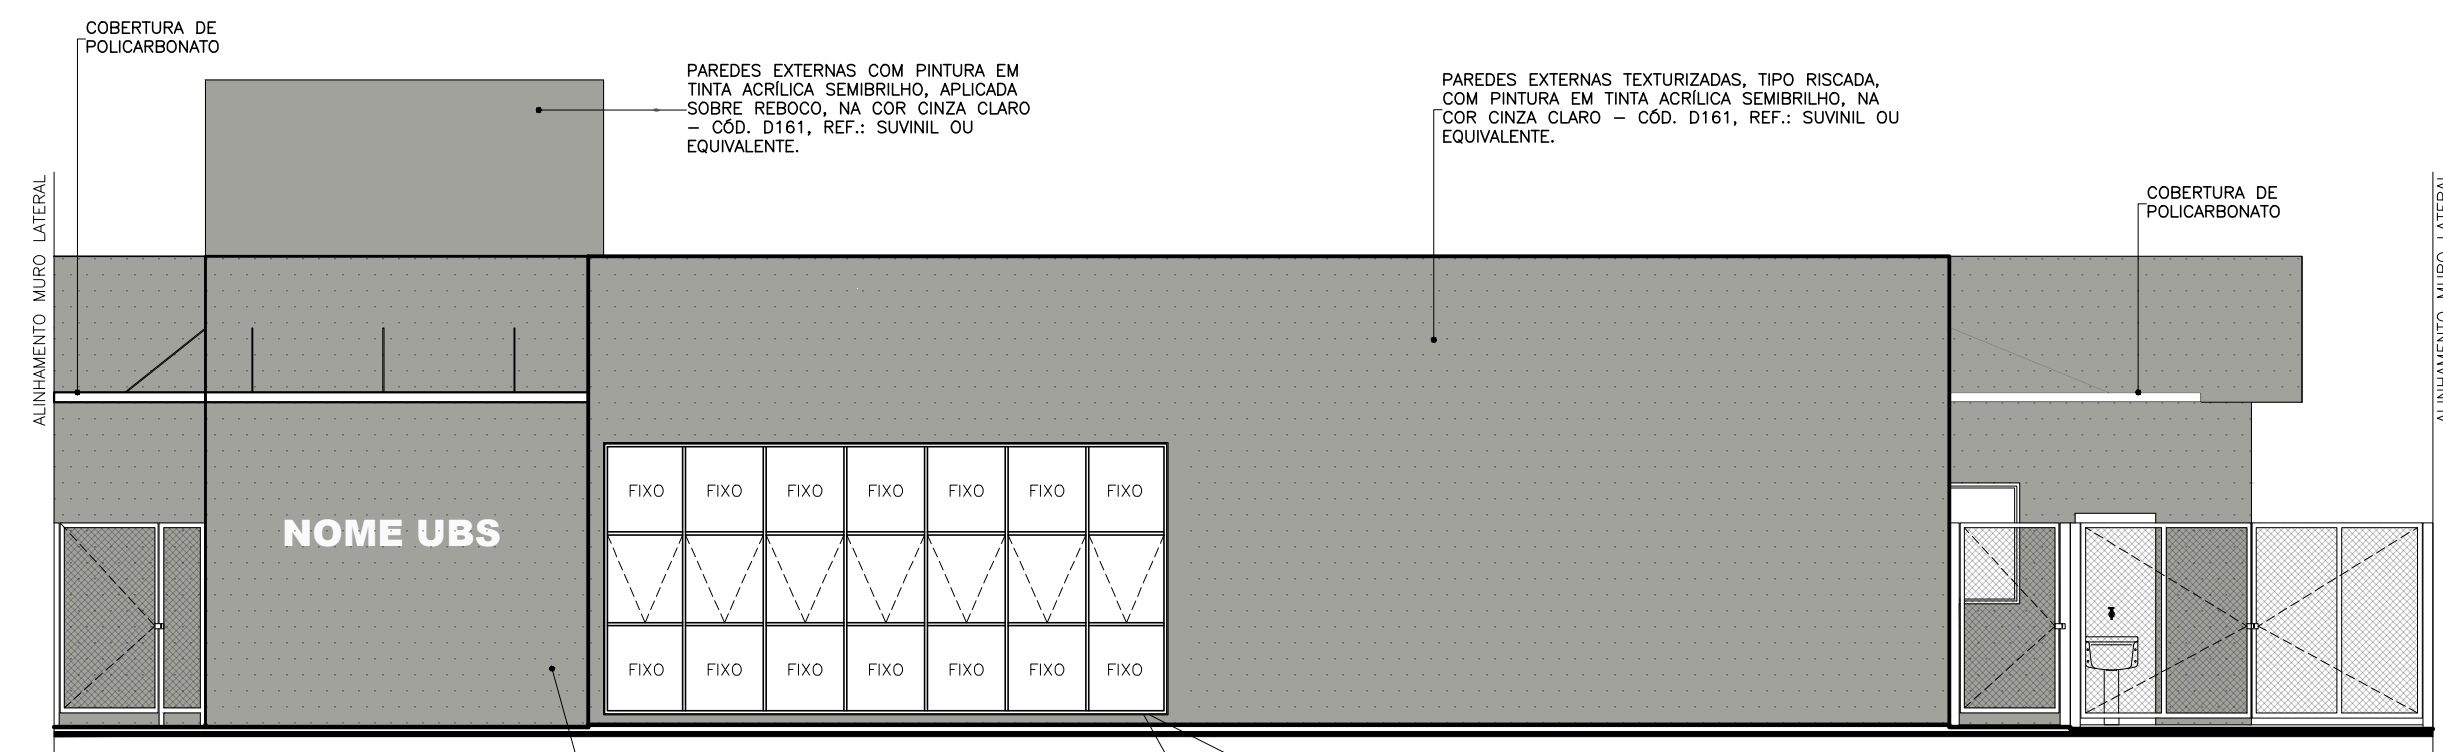 COBERTURA DE
POLICARBONATO
PAREDES EXTERNAS COM PINTURA EM
TINTA ACRÍLICA SEMIBRILHO, APLICADA
SOBRE REBOCO, NA COR CINZA CLARO
– CÓD. D161, REF.: SUVINIL OU
EQUIVALENTE.
PAREDES EXTERNAS TEXTURIZADAS, TIPO RISCADA,
COM PINTURA EM TINTA ACRÍLICA SEMIBRILHO, NA
COR CINZA CLARO – CÓD. D161, REF.: SUVINIL OU
EQUIVALENTE.
COBERTURA DE
POLICARBONATO
ALINHAMENTO MURO LATERAL
ALINHAMENTO MURO LATERAL
NOME UBS
FIXO FIXO FIXO FIXO FIXO FIXO FIXO
FIXO FIXO FIXO FIXO FIXO FIXO FIXO